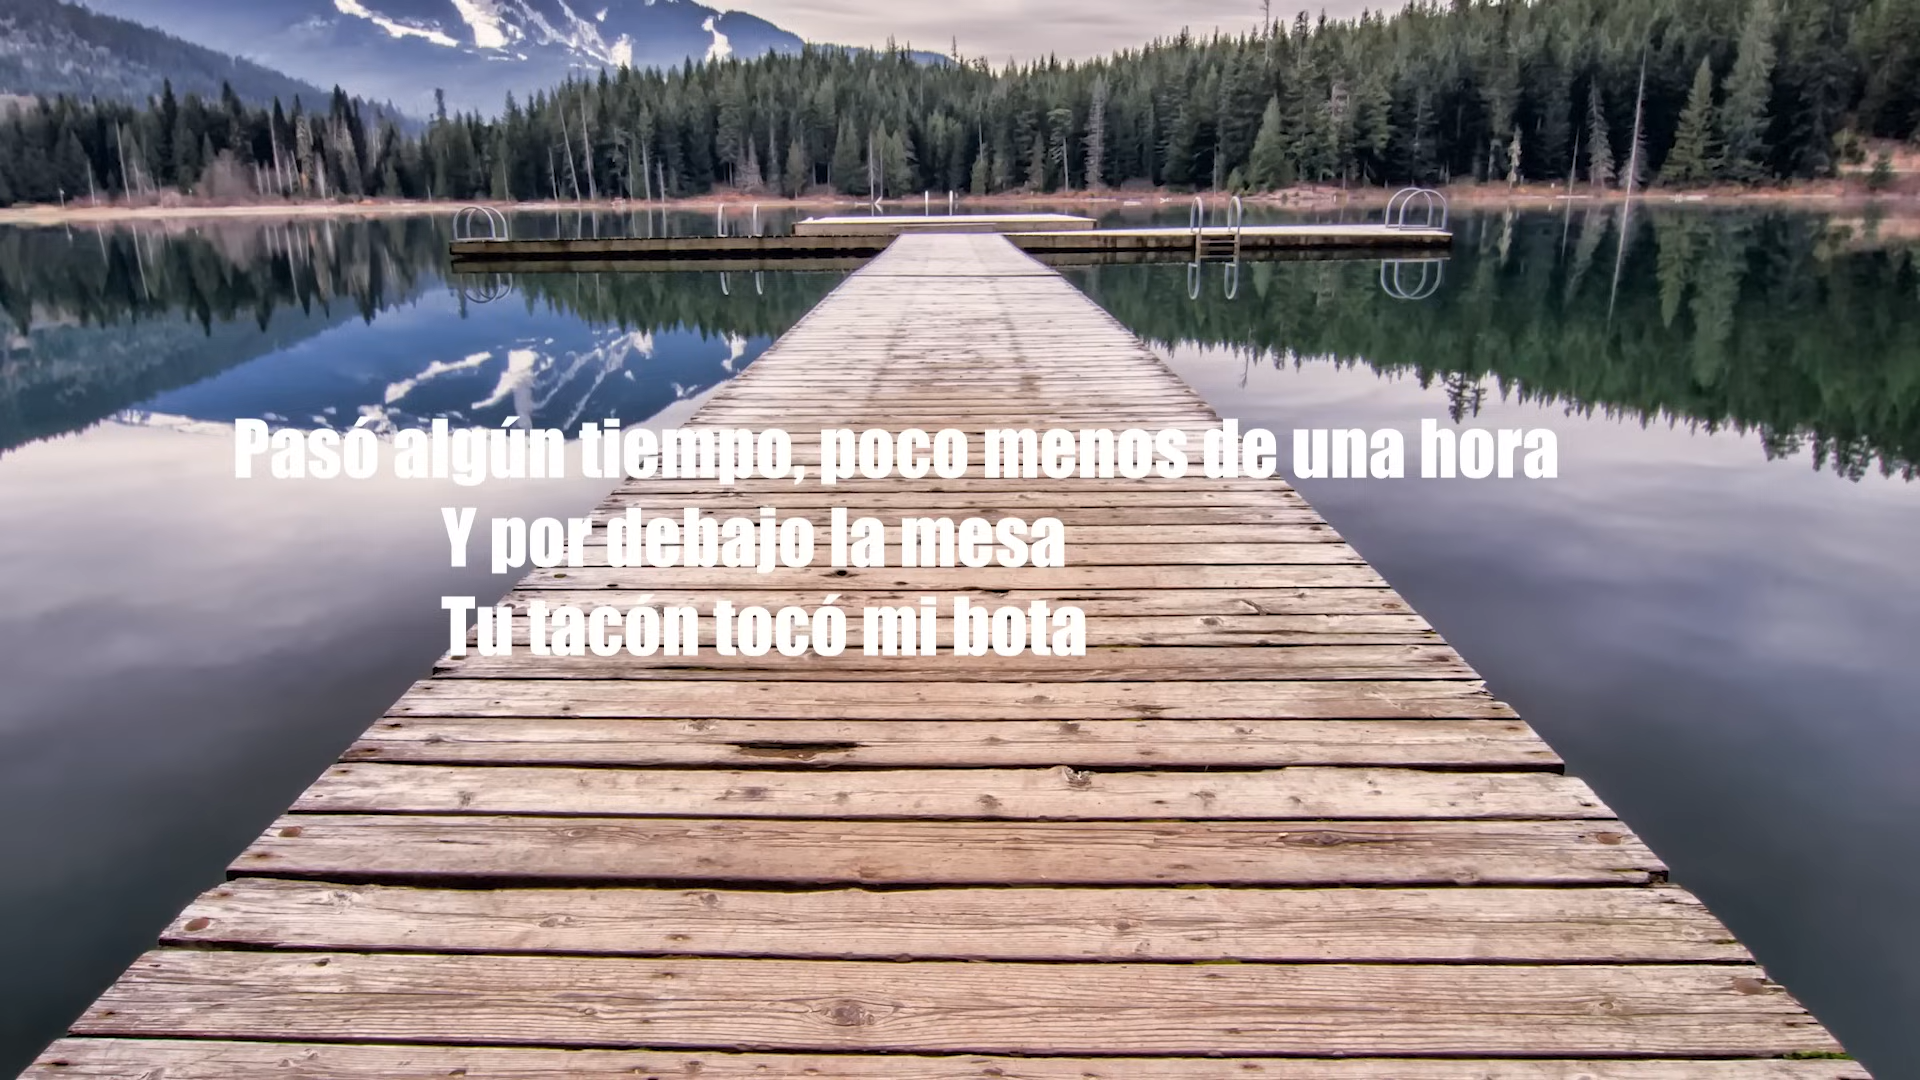 Pasó algún tiempo, poco menos de una hora
Y por debajo la mesa
Tu tacón tocó mi bota